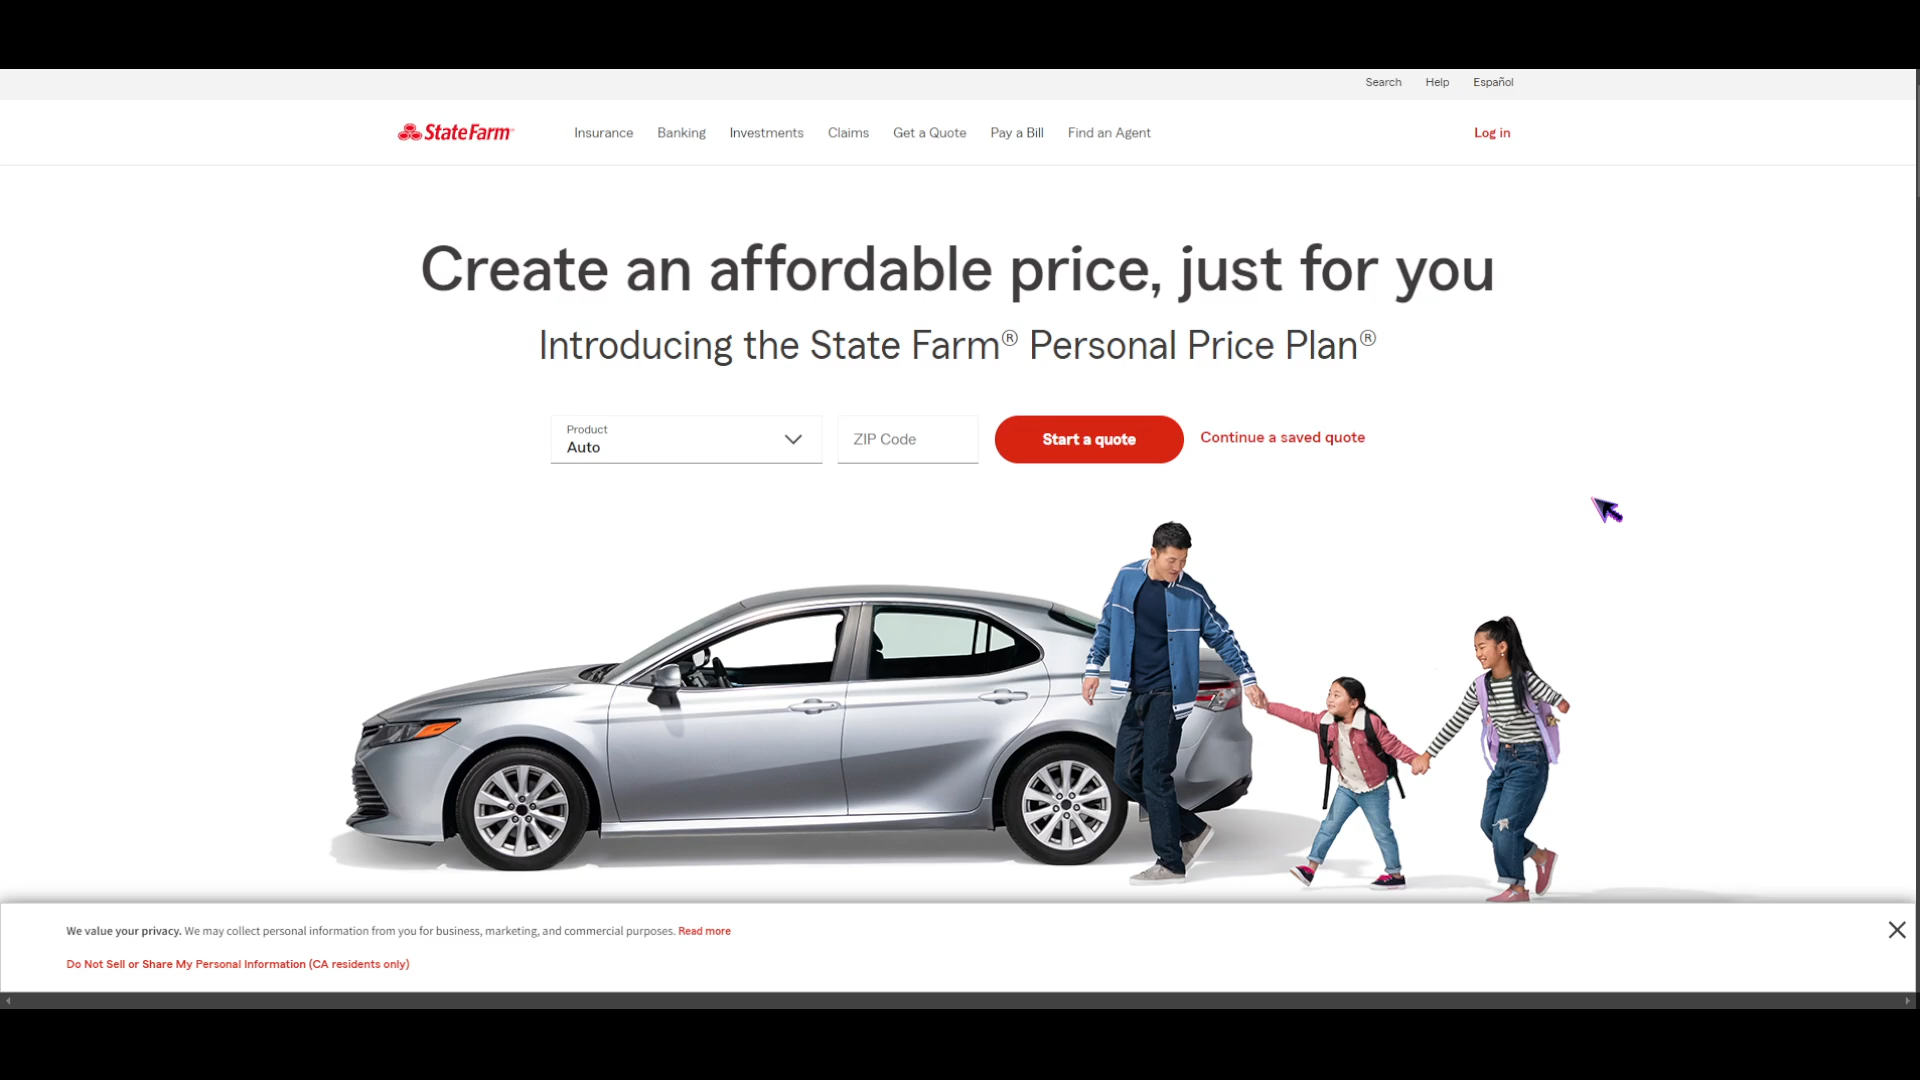 Search Help Español
StateFarm Insurance Banking Investments Claims Get a Quote Pay a Bill Find an Agent Log in
Create an affordable price, just for you
Introducing the State Farm® Personal Price Plan®
Product
Auto
ZIP Code
Start a quote
Continue a saved quote
We value your privacy. We may collect personal information from you for business, marketing, and commercial purposes. Read more
Do Not Sell or Share My Personal Information (CA residents only)